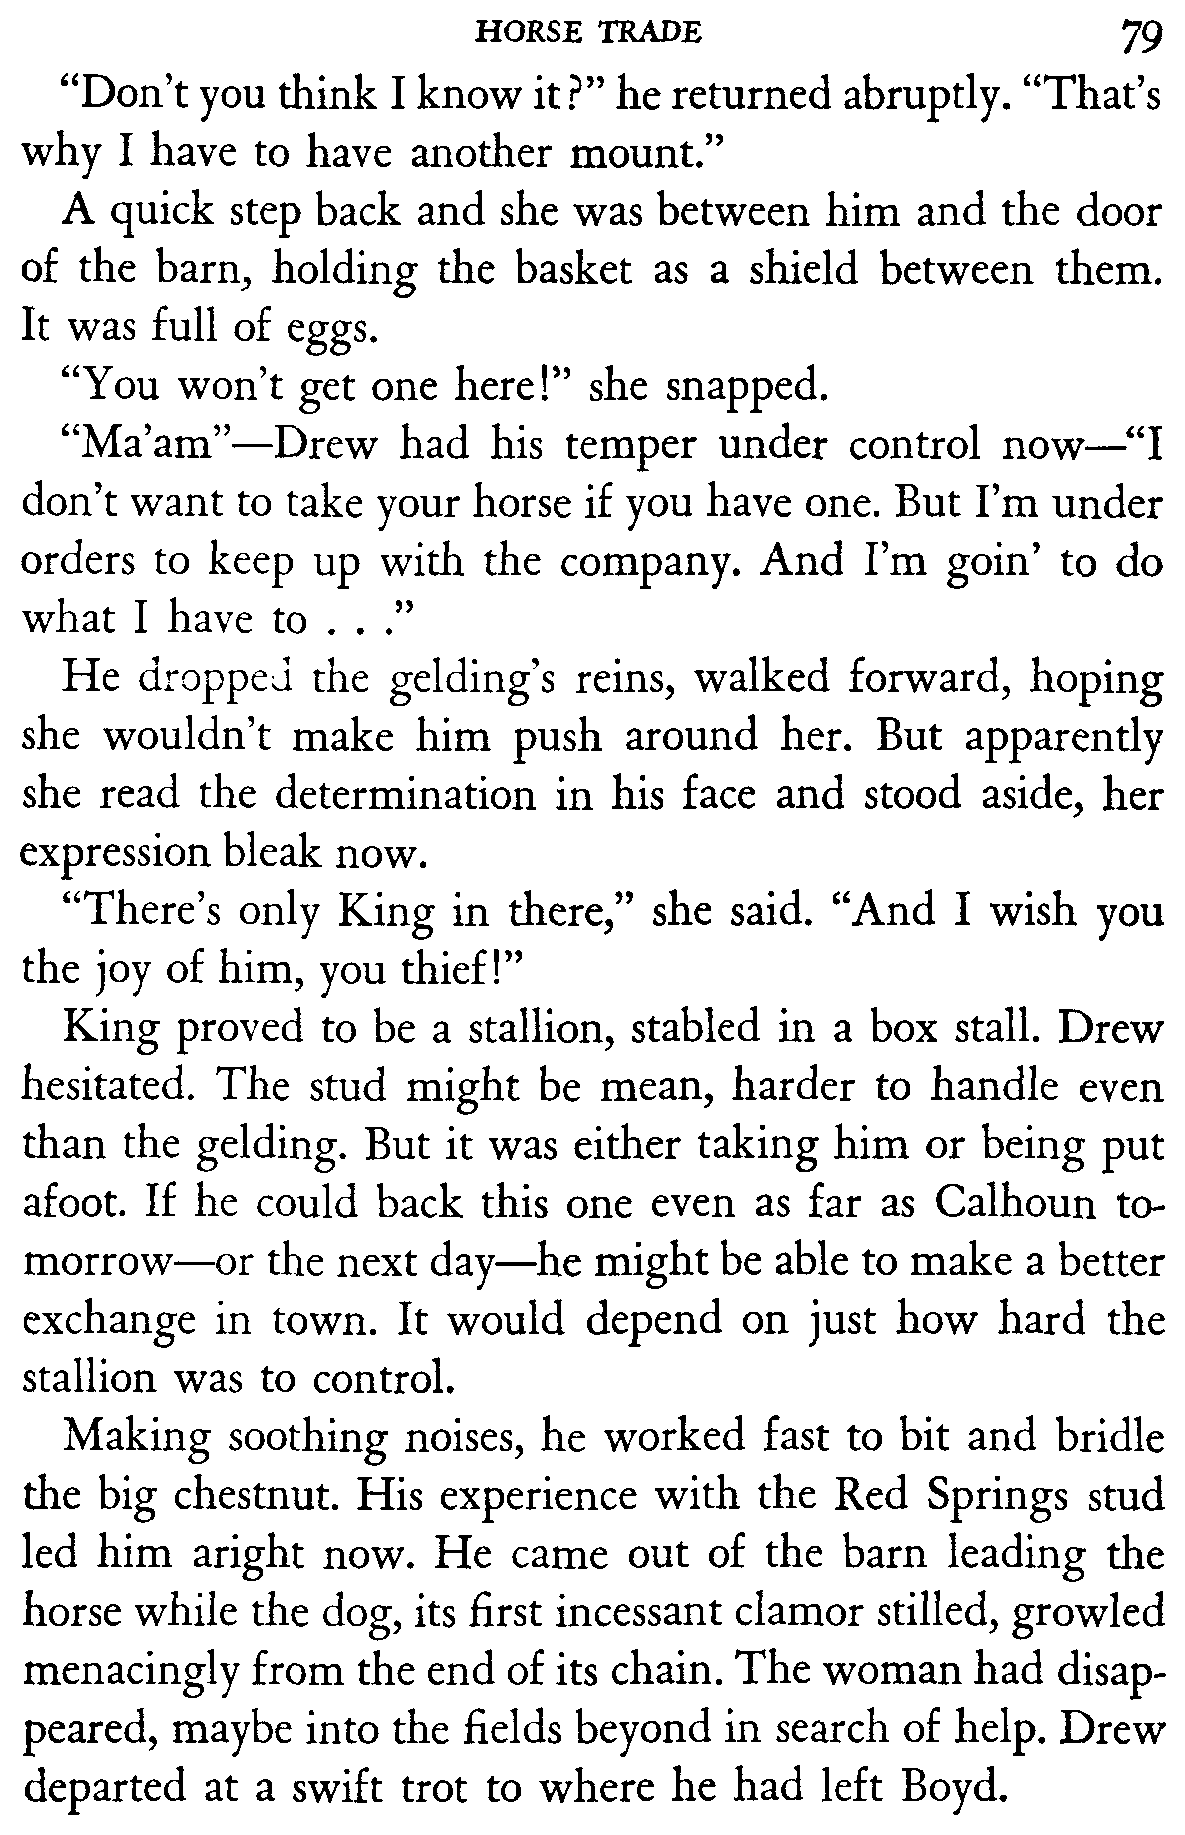 HORSE TRADE 79
“Don’t you think I know it?” he returned abruptly. “That’s
why I have to have another mount.”
A quick step back and she was between him and the door
of the barn, holding the basket as a shield between them.
It was full of eggs.
“You won’t get one here!” she snapped.
“Ma’am”—Drew had his temper under control now—“I
don’t want to take your horse if you have one. But I’m under
orders to keep up with the company. And I’m goin’ to do
what I have to . . .”
He dropped the gelding’s reins, walked forward, hoping
she wouldn’t make him push around her. But apparently
she read the determination in his face and stood aside, her
expression bleak now.
“There’s only King in there,” she said. “And I wish you
the joy of him, you thief!”
King proved to be a stallion, stabled in a box stall. Drew
hesitated. The stud might be mean, harder to handle even
than the gelding. But it was either taking him or being put
afoot. If he could back this one even as far as Calhoun to-
morrow—or the next day—he might be able to make a better
exchange in town. It would depend on just how hard the
stallion was to control.
Making soothing noises, he worked fast to bit and bridle
the big chestnut. His experience with the Red Springs stud
led him aright now. He came out of the barn leading the
horse while the dog, its first incessant clamor stilled, growled
menacingly from the end of its chain. The woman had disap-
peared, maybe into the fields beyond in search of help. Drew
departed at a swift trot to where he had left Boyd.